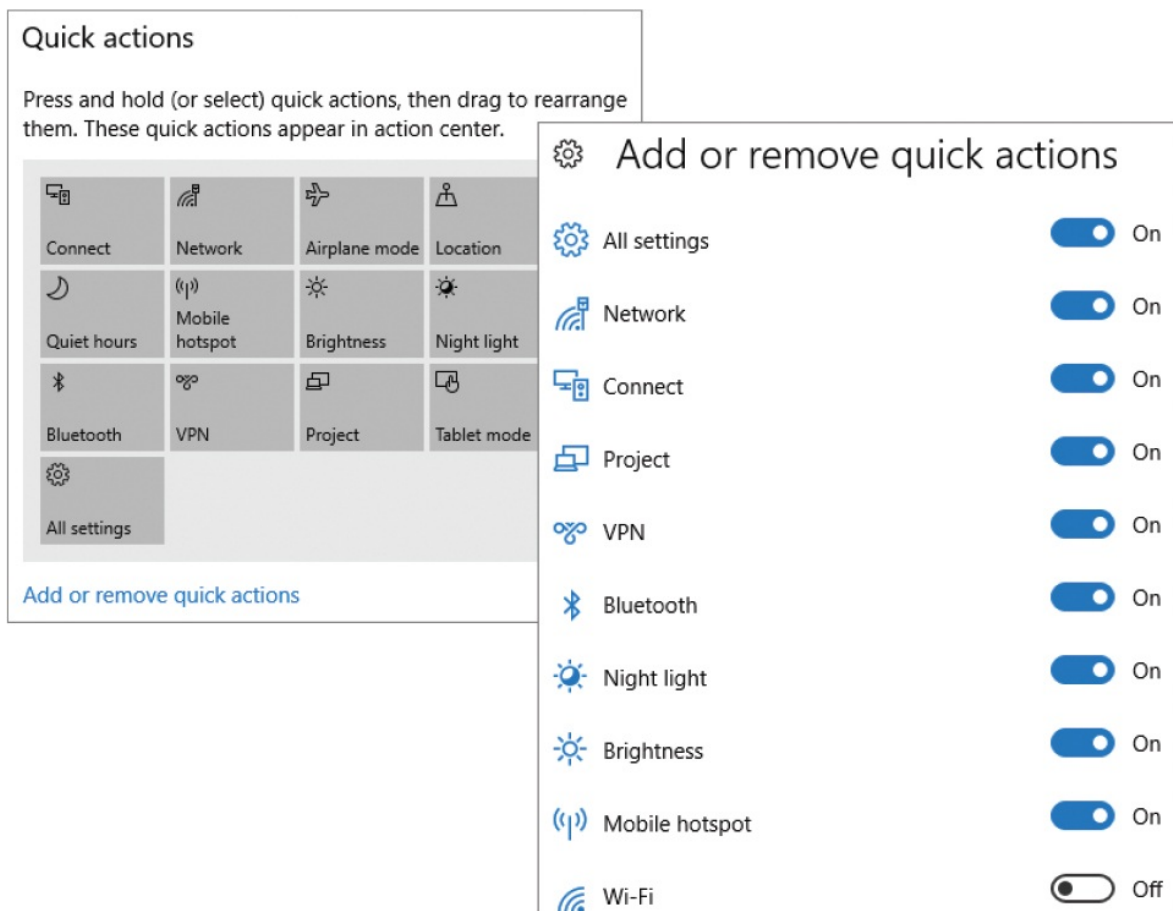 Quick actions
Press and hold (or select) quick actions, then drag to rearrange
them. These quick actions appear in action center.
Connect
Network
Airplane mode
Location
Quiet hours
Mobile
hotspot
Brightness
Night light
Bluetooth
VPN
Project
Tablet mode
All settings
Add or remove quick actions
Add or remove quick actions
All settings On
Network On
Connect On
Project On
VPN On
Bluetooth On
Night light On
Brightness On
Mobile hotspot On
Wi-Fi Off